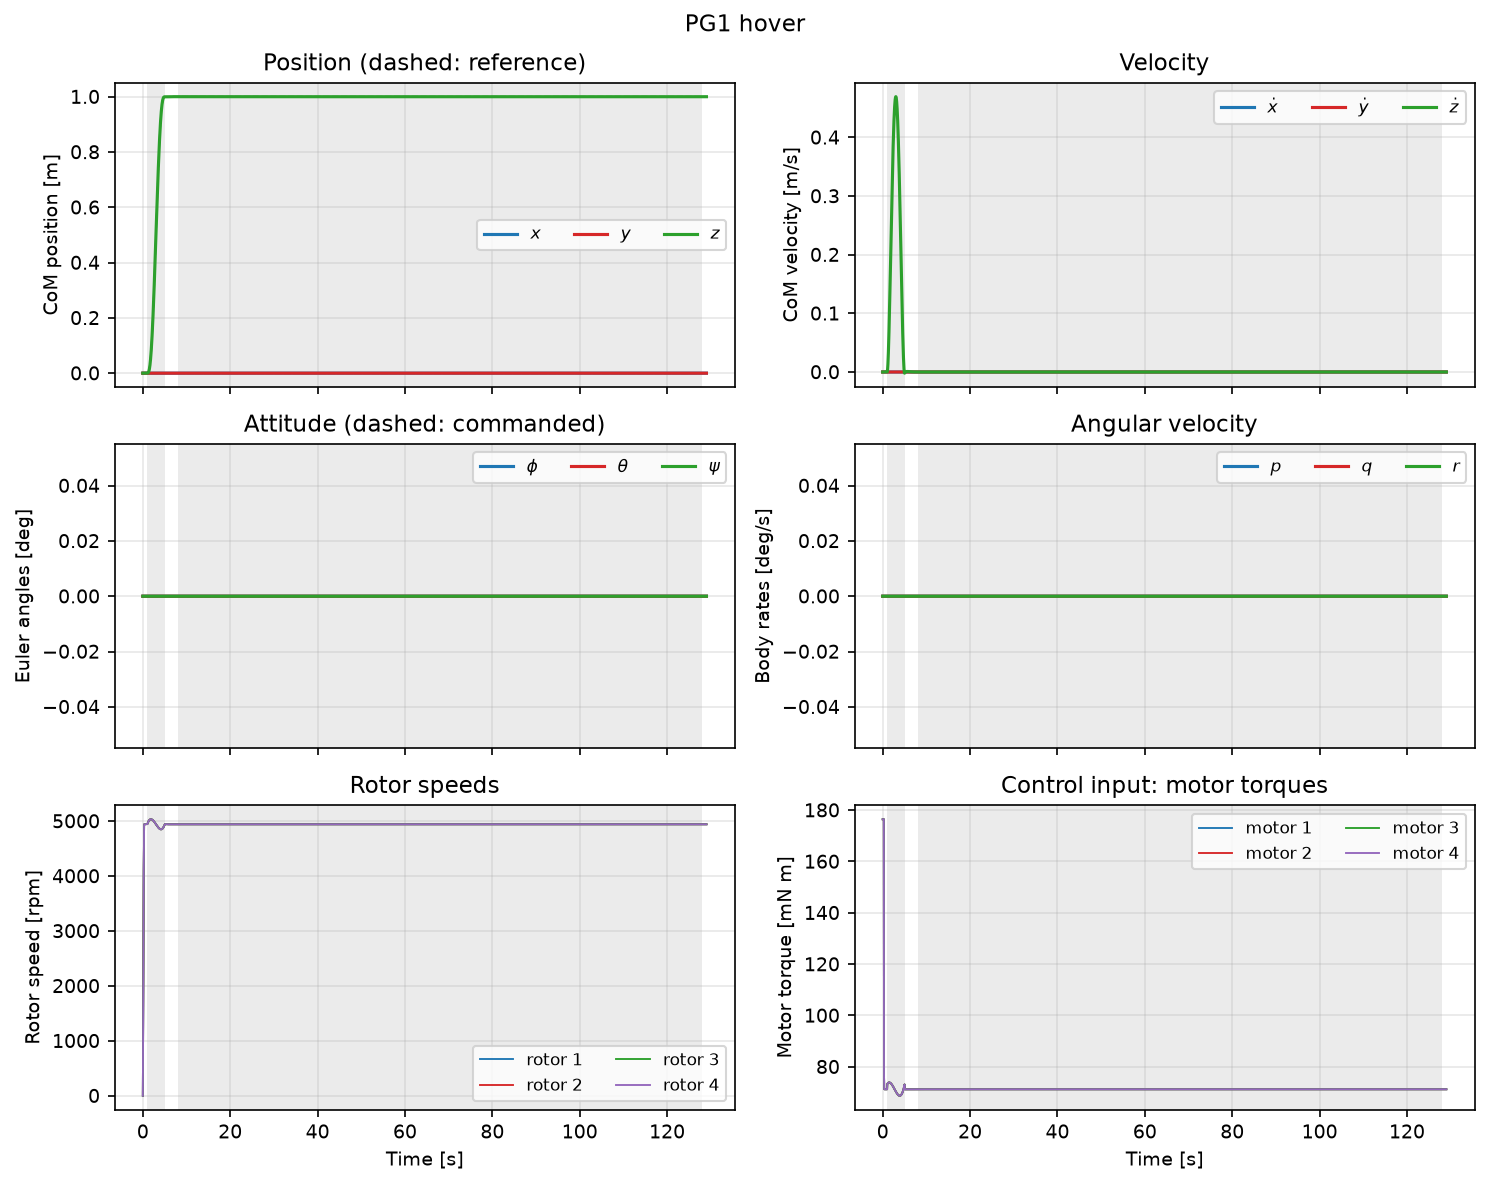 PG1 hover
Position (dashed: reference)
CoM position [m]
1.0
0.8
0.6
0.4
0.2
0.0
x y z
Velocity
CoM velocity [m/s]
0.4
0.3
0.2
0.1
0.0
ẋ ẏ ż
Attitude (dashed: commanded)
Euler angles [deg]
0.04
0.02
0.00
−0.02
−0.04
ϕ θ ψ
Angular velocity
Body rates [deg/s]
0.04
0.02
0.00
−0.02
−0.04
p q r
Rotor speeds
Rotor speed [rpm]
5000
4000
3000
2000
1000
0
rotor 1 rotor 3
rotor 2 rotor 4
0 20 40 60 80 100 120
Time [s]
Control input: motor torques
Motor torque [mN m]
180
160
140
120
100
80
motor 1 motor 3
motor 2 motor 4
0 20 40 60 80 100 120
Time [s]